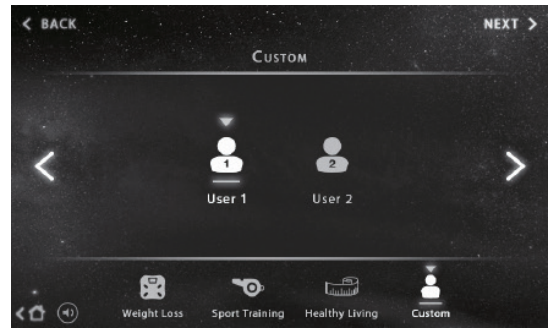 BACK
NEXT
CUSTOM
1
2
User 1
User 2
Weight Loss
Sport Training
Healthy Living
Custom